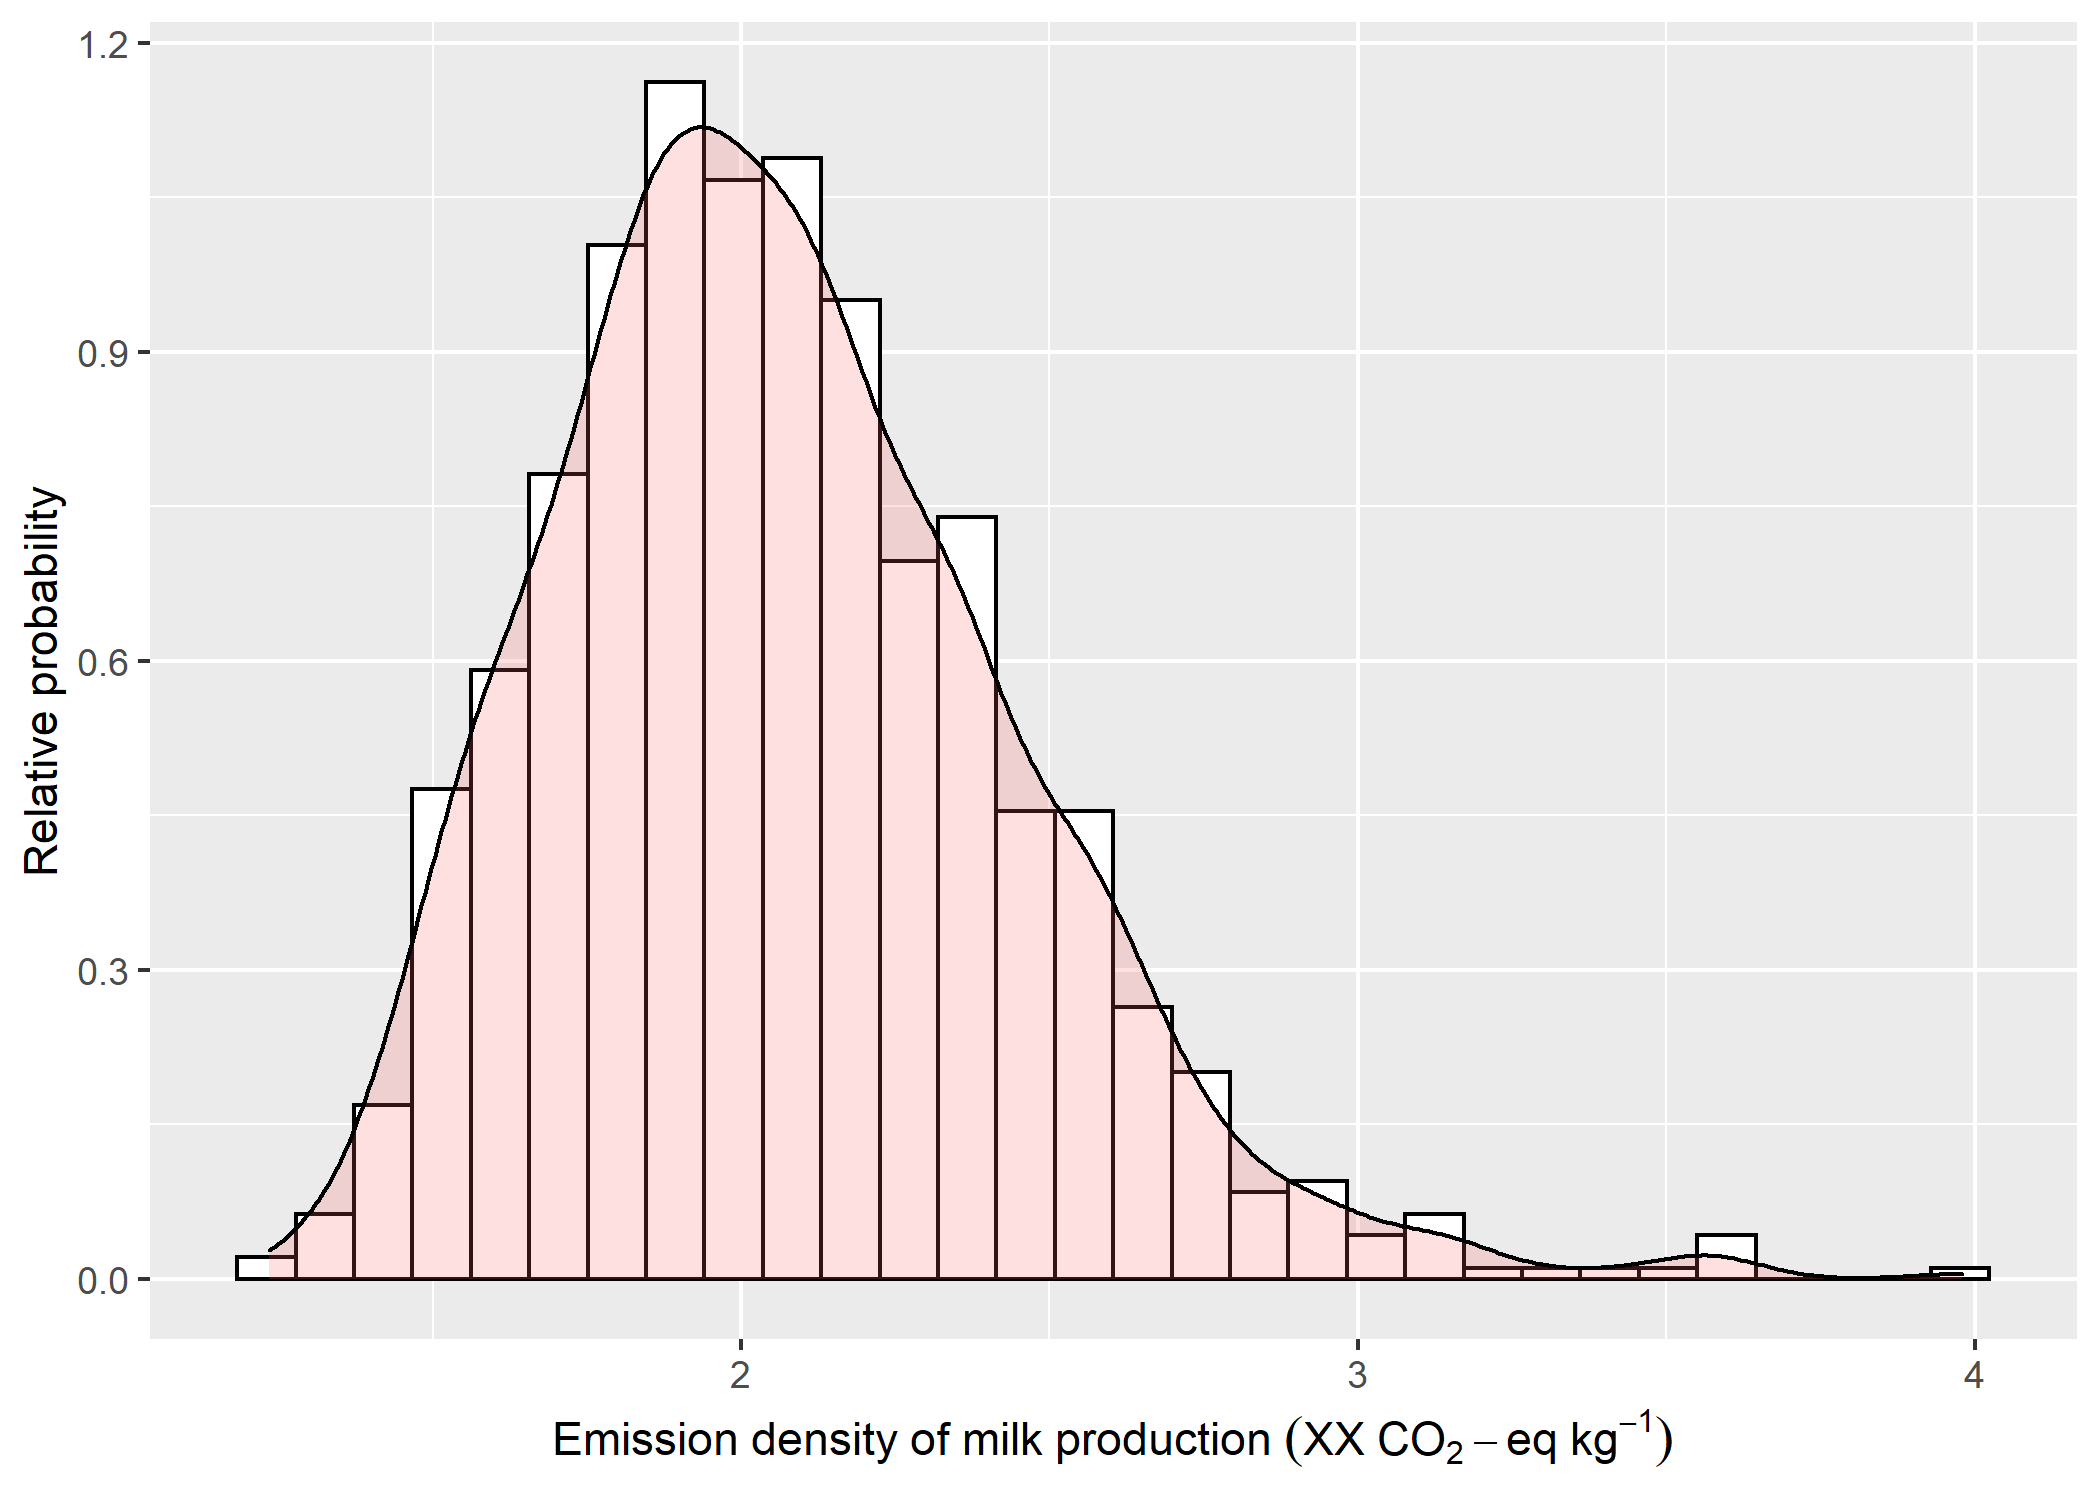 1.2
0.9
0.6
0.3
0.0
Relative probability
2 3 4
Emission density of milk production (XX CO₂ − eq kg⁻¹)